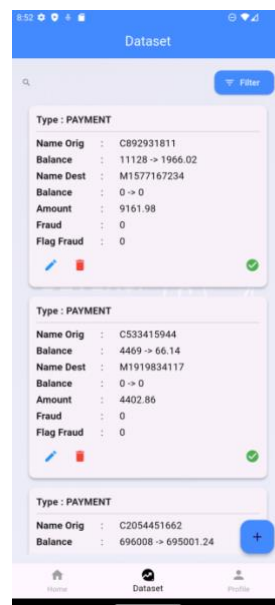 8:52
Dataset
Filter
Type : PAYMENT
Name Orig : C892931811
Balance : 11128 -> 1966.02
Name Dest : M1577167234
Balance : 0 -> 0
Amount : 9161.98
Fraud : 0
Flag Fraud : 0
Type : PAYMENT
Name Orig : C533415944
Balance : 4469 -> 66.14
Name Dest : M1919834117
Balance : 0 -> 0
Amount : 4402.86
Fraud : 0
Flag Fraud : 0
Type : PAYMENT
Name Orig : C2054451662
Balance : 696008 -> 695001.24
+
Home Dataset Profile